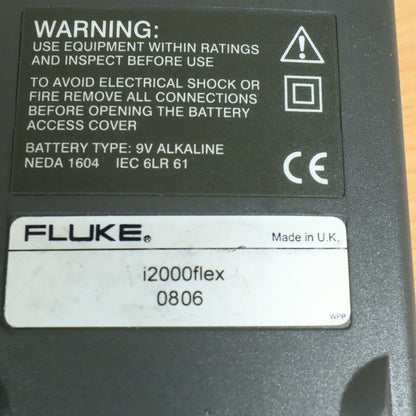 WARNING:
USE EQUIPMENT WITHIN RATINGS
AND INSPECT BEFORE USE
TO AVOID ELECTRICAL SHOCK OR
FIRE REMOVE ALL CONNECTIONS
BEFORE OPENING THE BATTERY
ACCESS COVER
BATTERY TYPE: 9V ALKALINE
NEDA 1604 IEC 6LR 61
CE
FLUKE®
Made in U.K.
i2000flex
0806
WPP